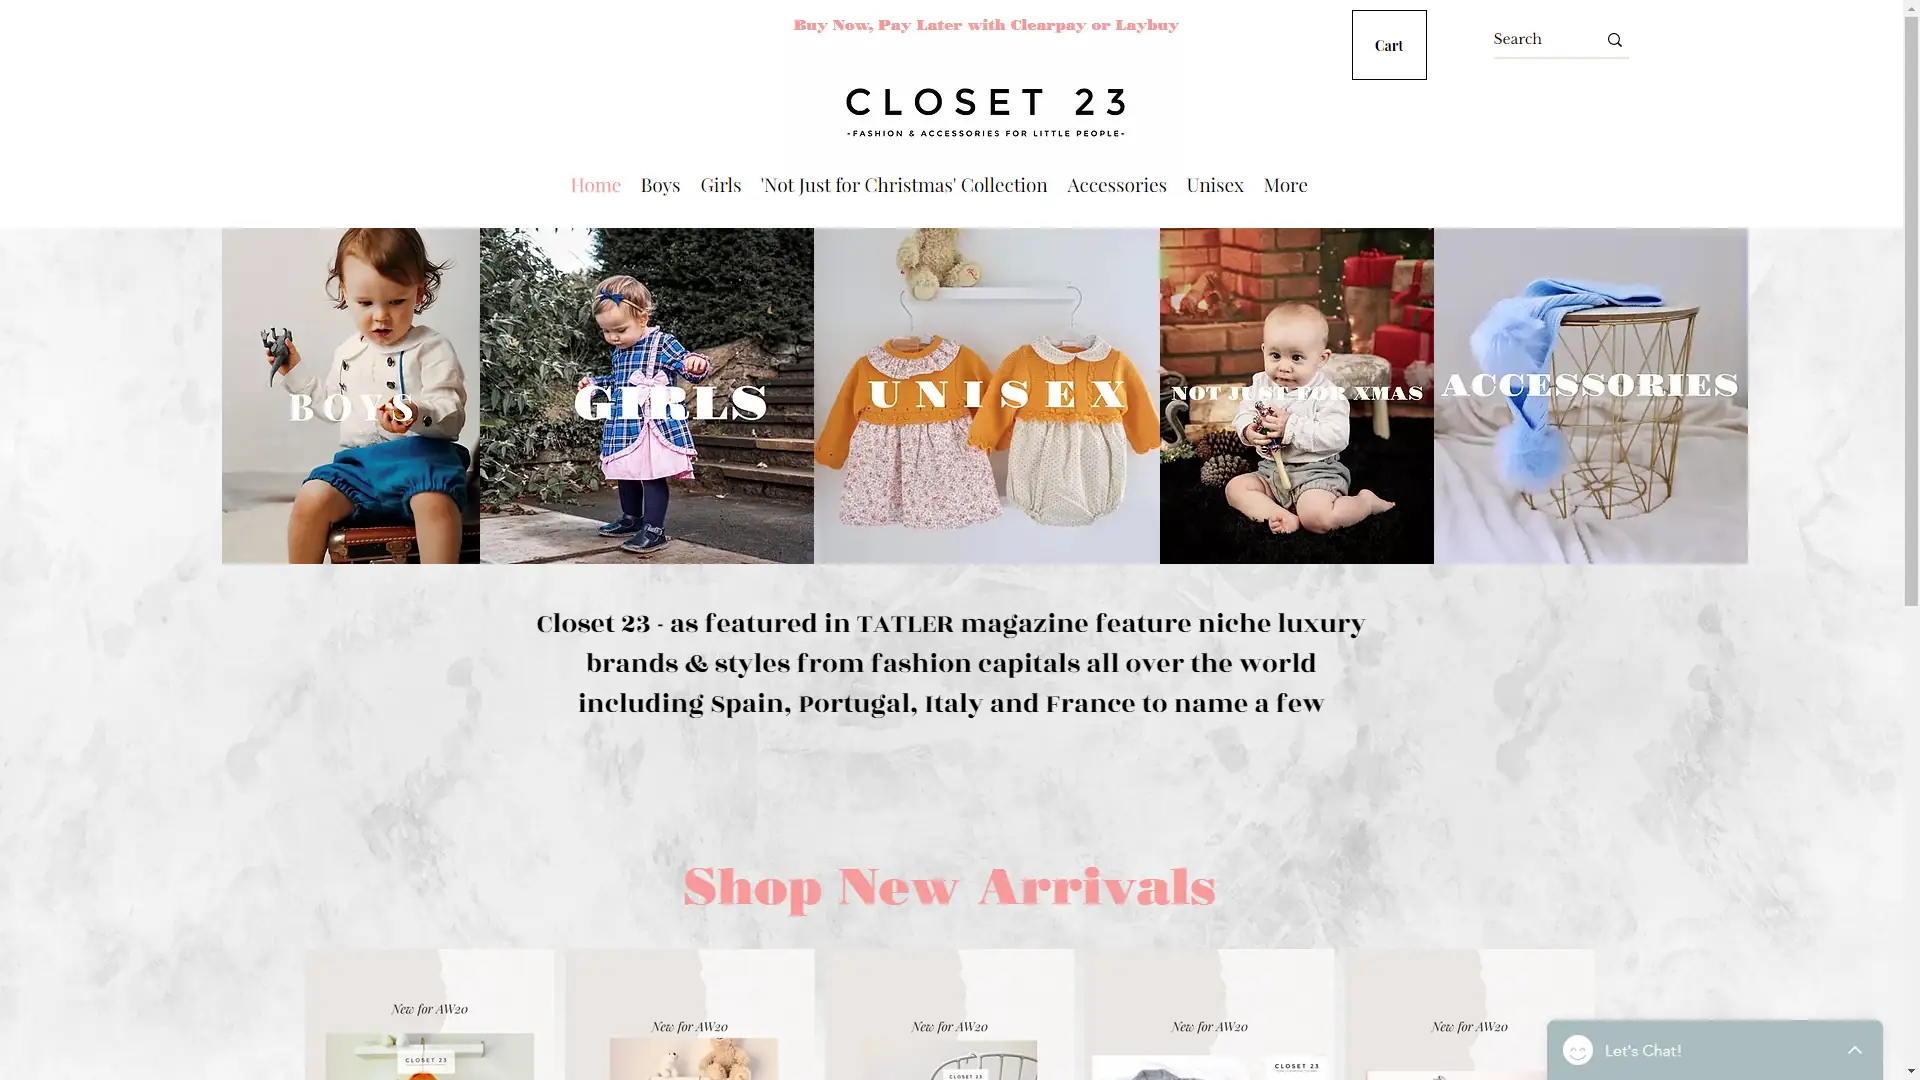 Buy Now, Pay Later with Clearpay or Laybuy
Cart
Search
CLOSET 23
-FASHION & ACCESSORIES FOR LITTLE PEOPLE-
Home Boys Girls 'Not Just for Christmas' Collection Accessories Unisex More
BOYS
GIRLS
UNISEX
NOT JUST FOR XMAS
ACCESSORIES
Closet 23 - as featured in TATLER magazine feature niche luxury
brands & styles from fashion capitals all over the world
including Spain, Portugal, Italy and France to name a few
Shop New Arrivals
New for AW20
New for AW20
New for AW20
New for AW20
New for AW20
CLOSET 23
CLOSET 23
CLOSET 23
Let's Chat!